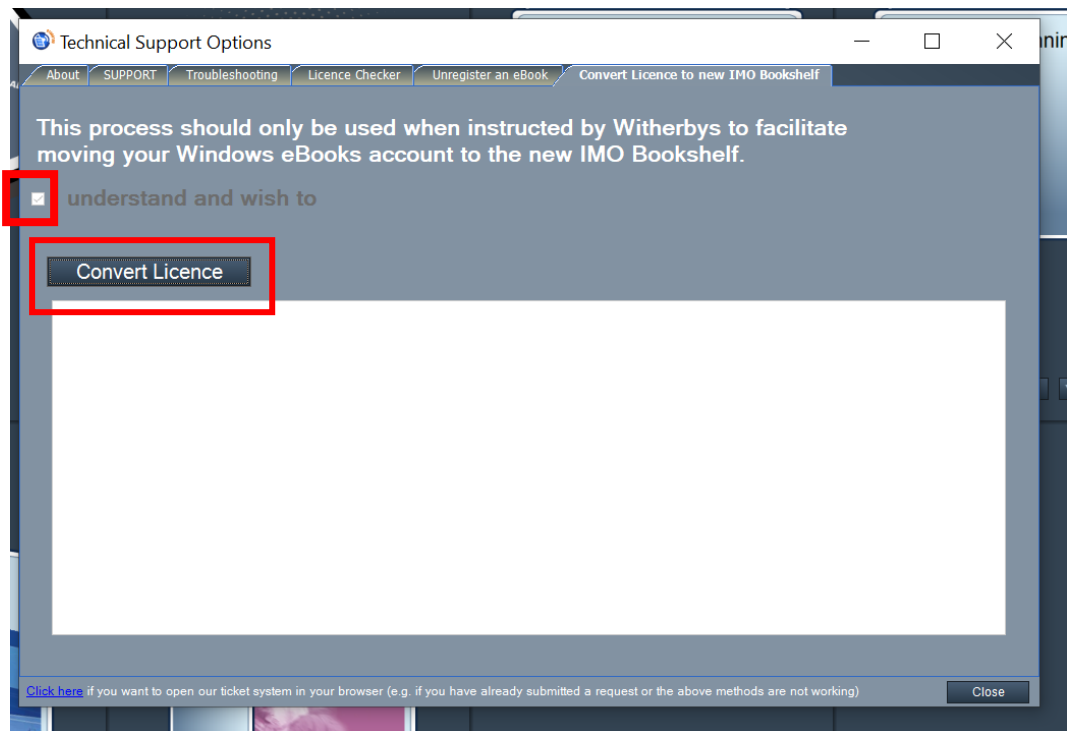 Technical Support Options
About SUPPORT Troubleshooting Licence Checker Unregister an eBook Convert Licence to new IMO Bookshelf
This process should only be used when instructed by Witherbys to facilitate
moving your Windows eBooks account to the new IMO Bookshelf.
understand and wish to
Convert Licence
Click here if you want to open our ticket system in your browser (e.g. if you have already submitted a request or the above methods are not working)
Close